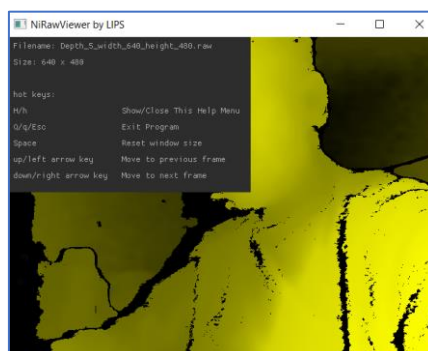 NiRawViewer by LIPS
Filename: Depth_5_width_640_height_480.raw
Size: 640 x 480
hot keys:
H/h Show/Close This Help Menu
Q/q/Esc Exit Program
Space Reset window size
up/left arrow key Move to previous frame
down/right arrow key Move to next frame